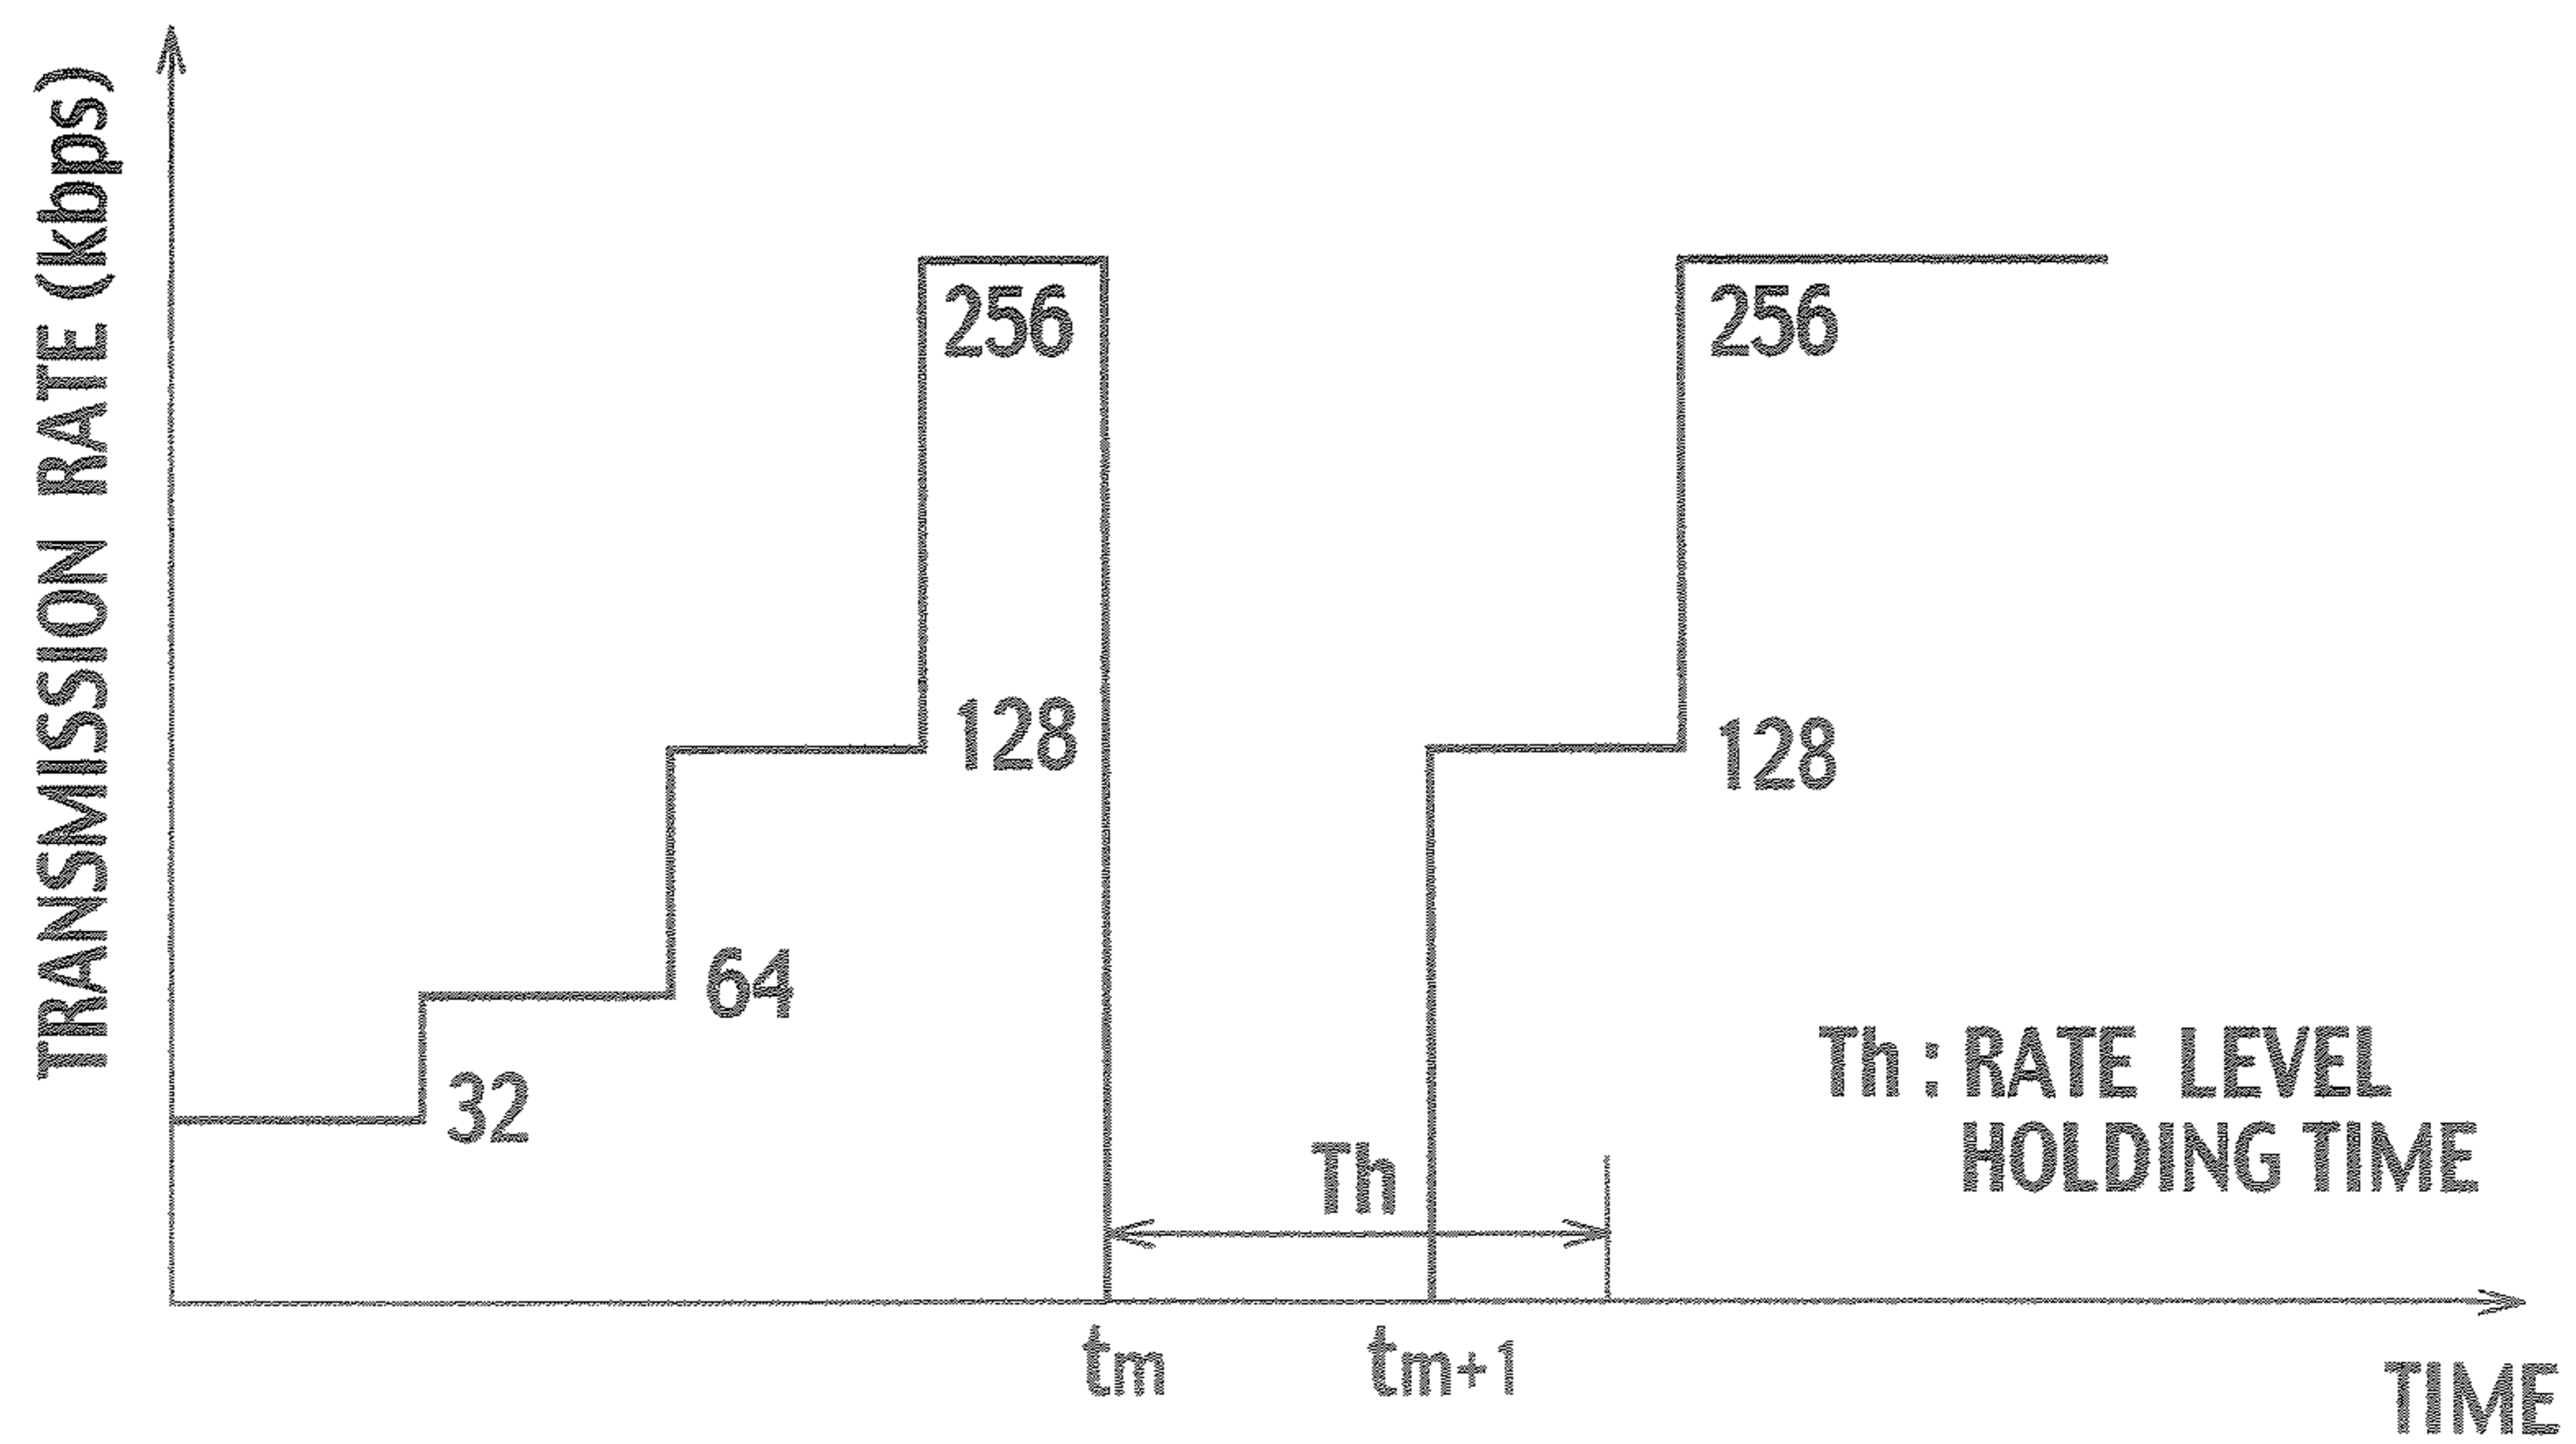 TRANSMISSION RATE (kbps)
256
256
128
128
64
32
Th : RATE LEVEL
HOLDING TIME
Th
tm
tm+1
TIME